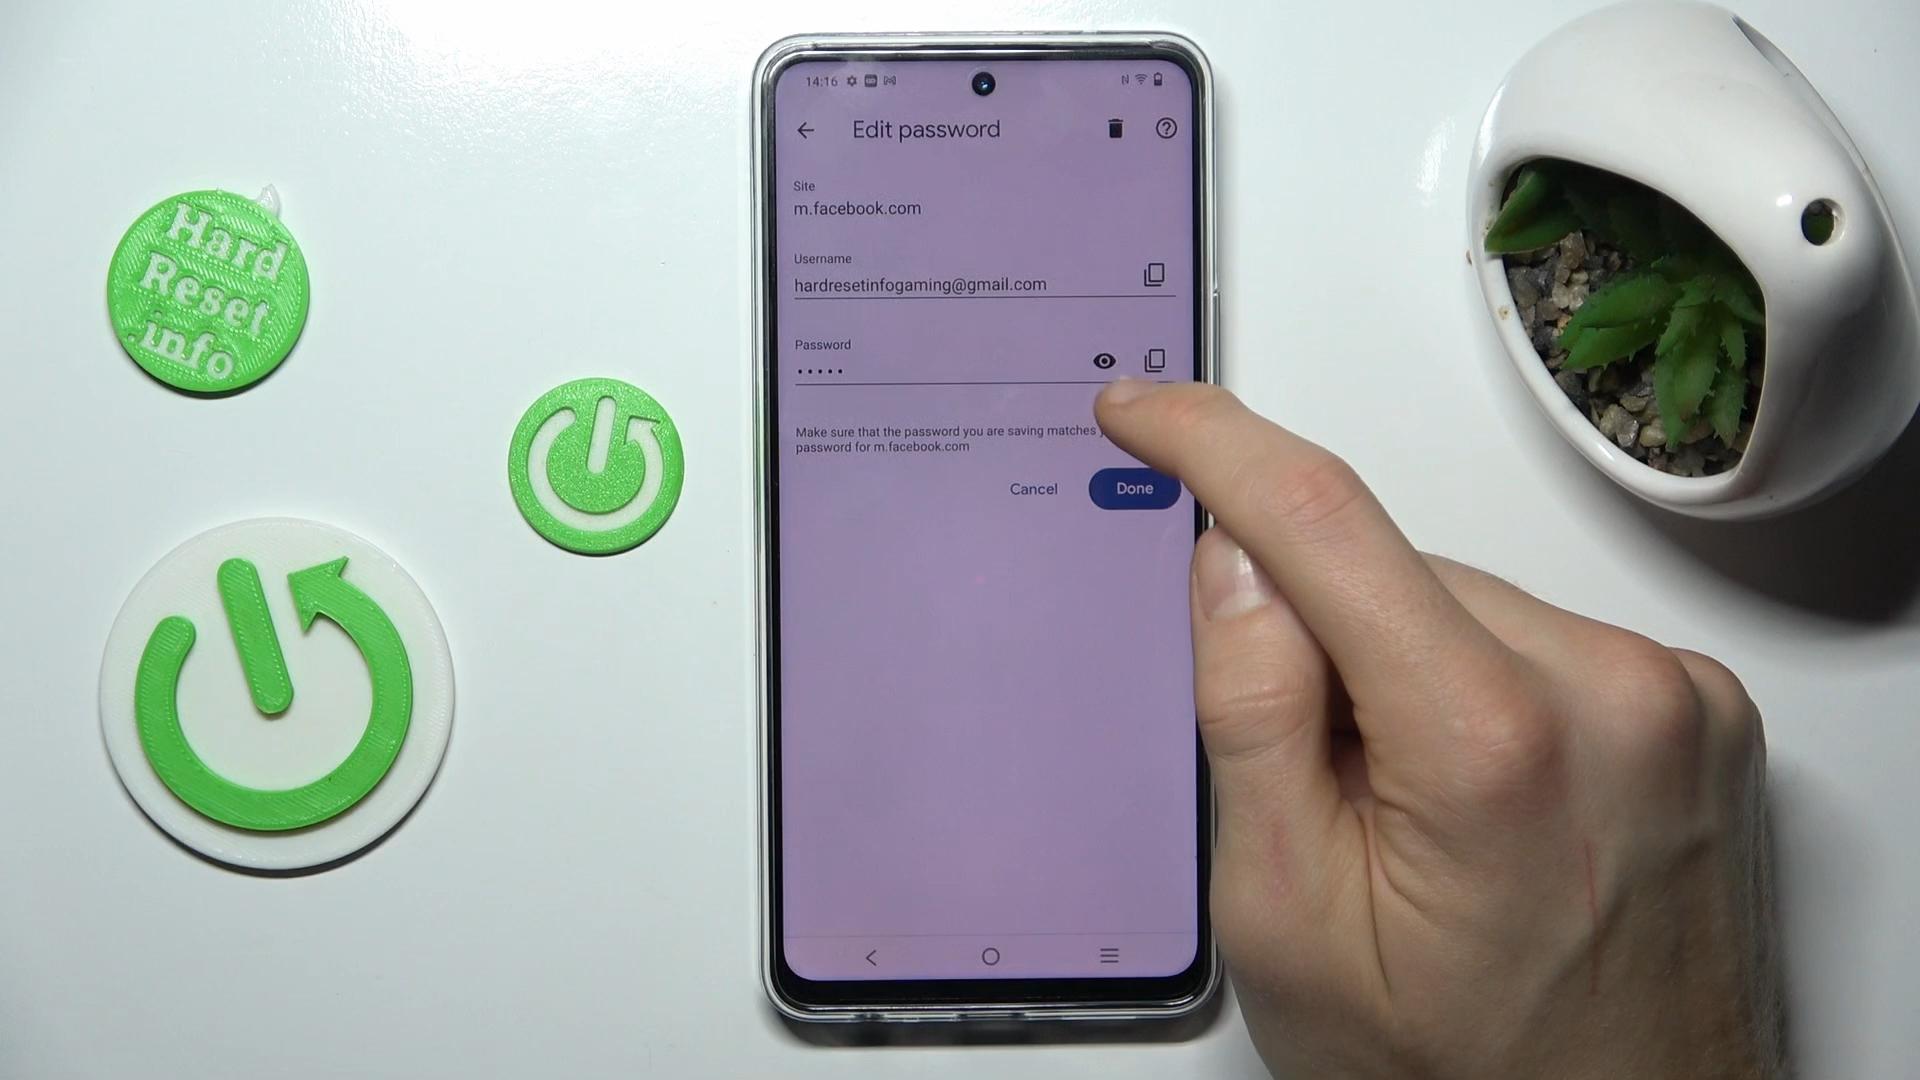 Hard
Reset
.info
14:16
Edit password
Site
m.facebook.com
Username
hardresetinfogaming@gmail.com
Password
•••••
Make sure that the password you are saving matches
password for m.facebook.com
Cancel
Done